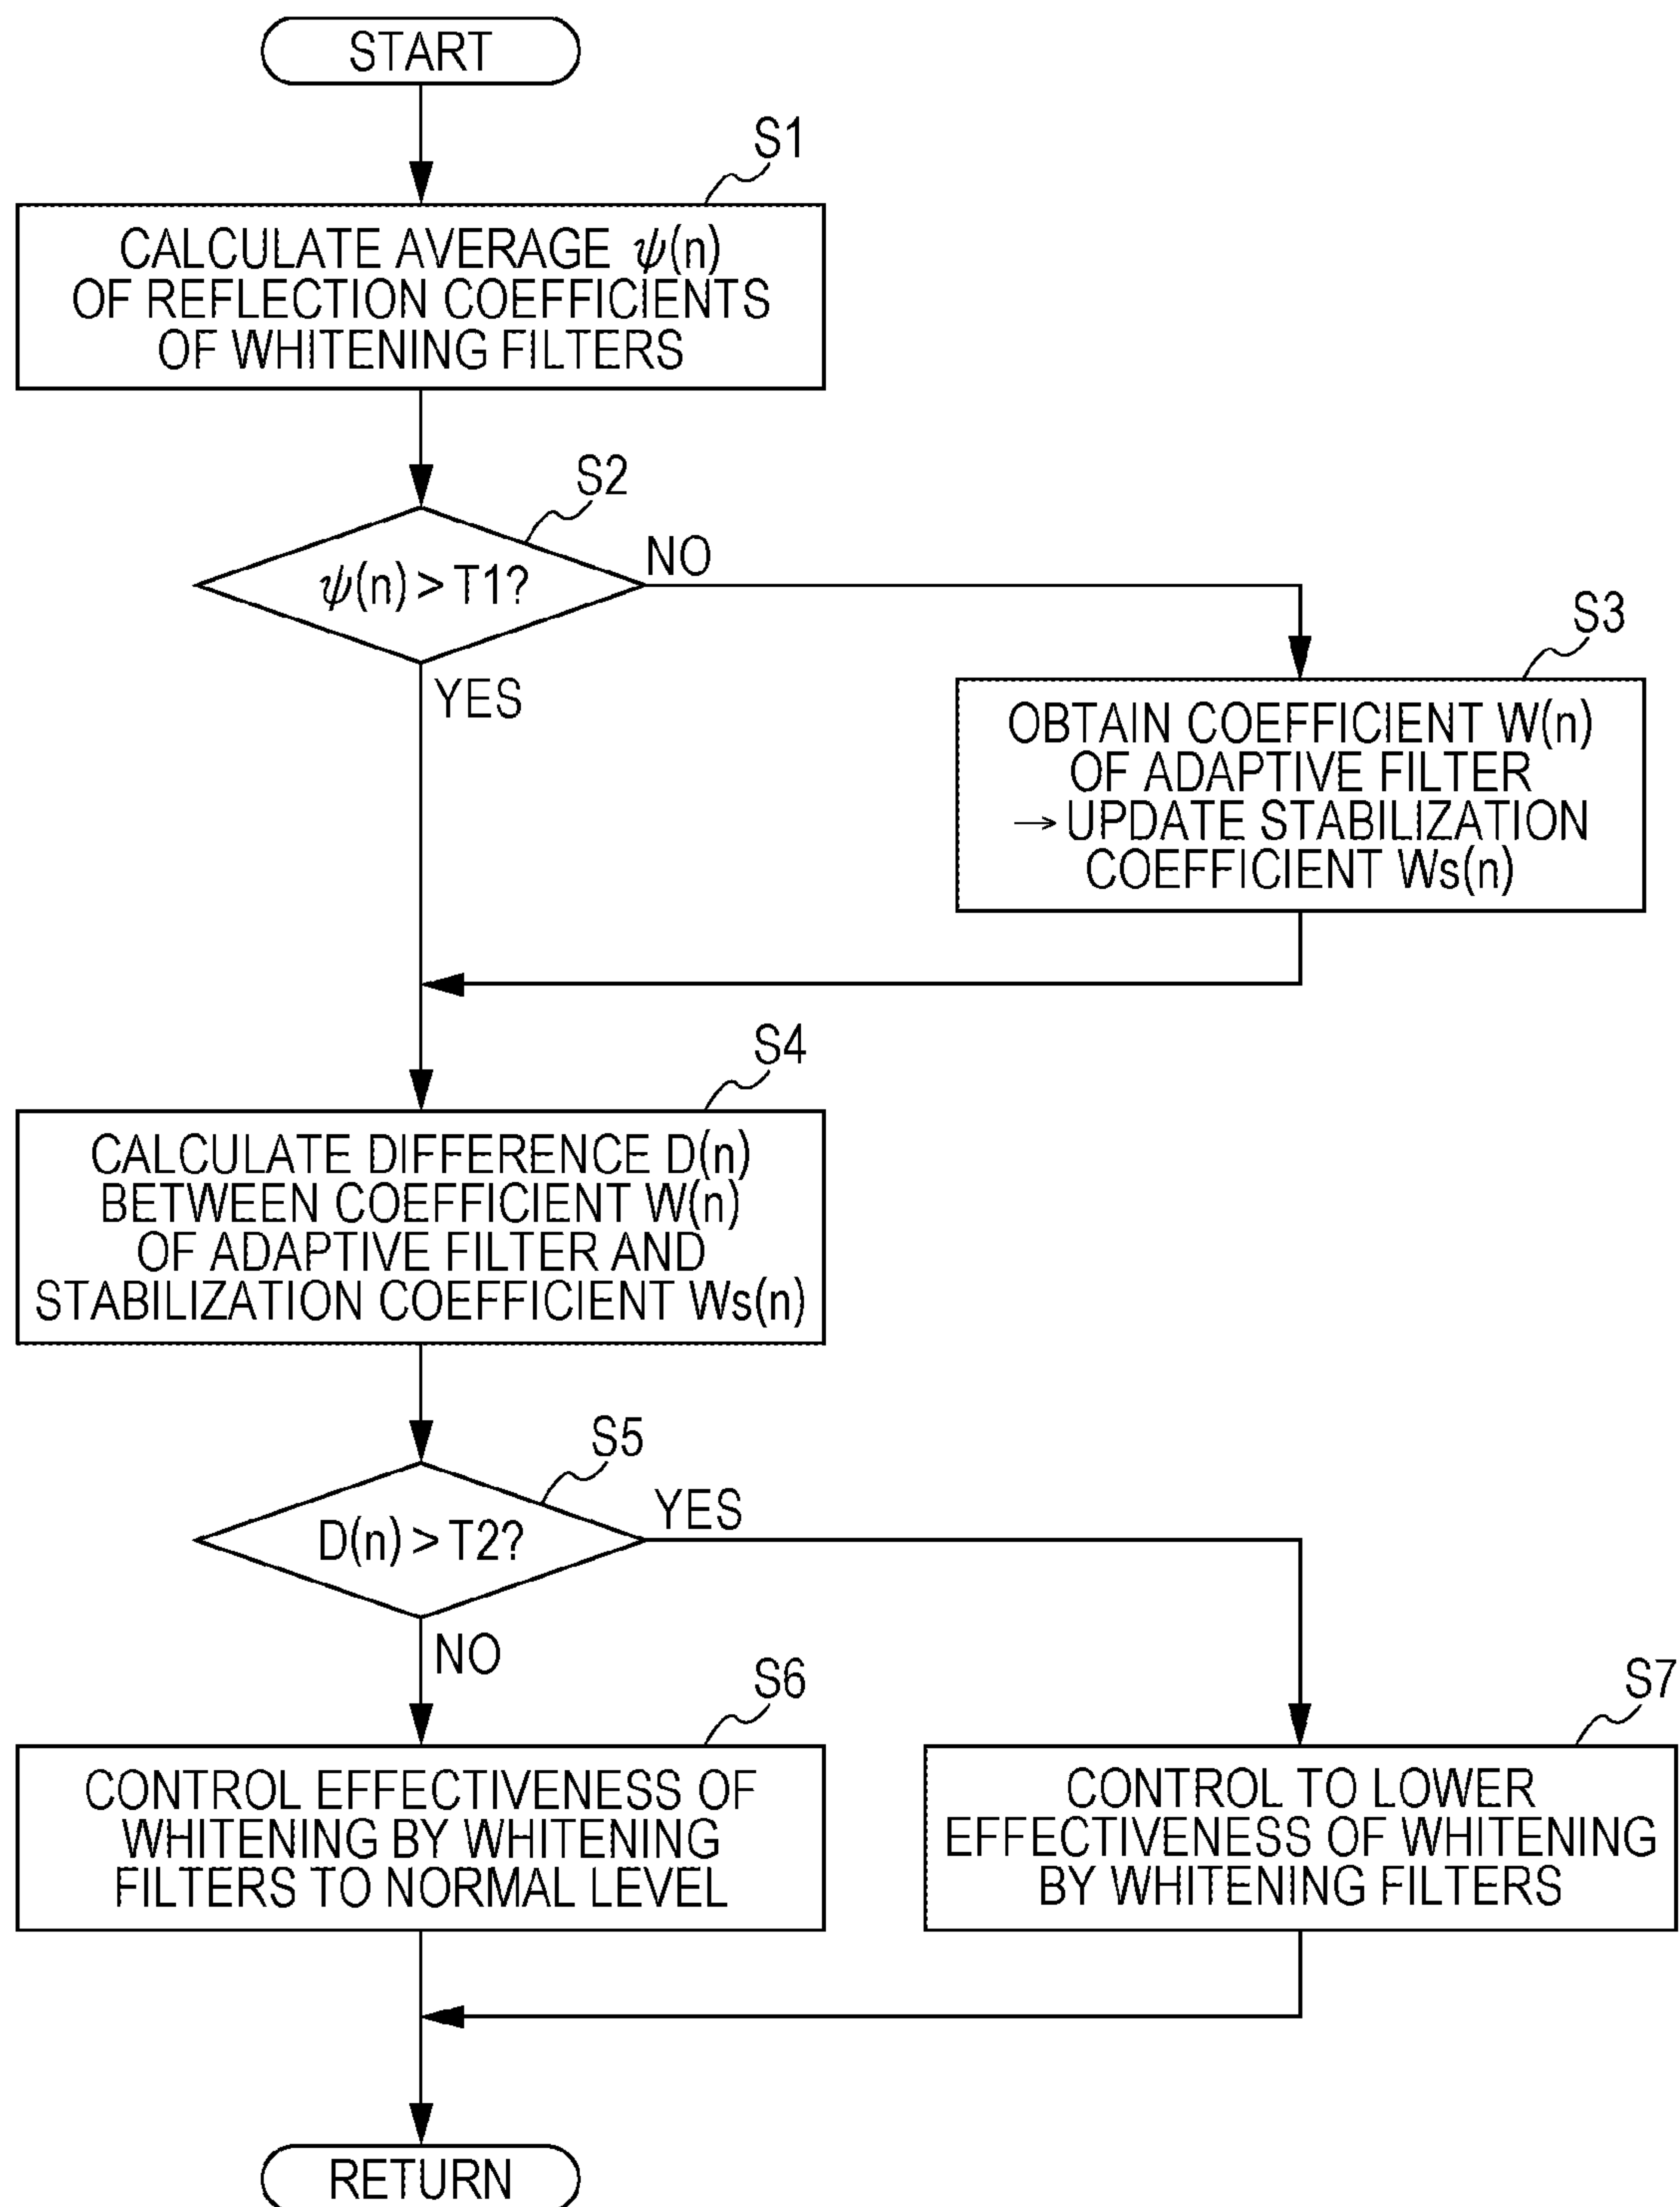 START
S1
CALCULATE AVERAGE ψ(n)
OF REFLECTION COEFFICIENTS
OF WHITENING FILTERS
S2
ψ(n) > T1?
NO
YES
S3
OBTAIN COEFFICIENT W(n)
OF ADAPTIVE FILTER
→ UPDATE STABILIZATION
COEFFICIENT Ws(n)
S4
CALCULATE DIFFERENCE D(n)
BETWEEN COEFFICIENT W(n)
OF ADAPTIVE FILTER AND
STABILIZATION COEFFICIENT Ws(n)
S5
D(n) > T2?
YES
NO
S6
CONTROL EFFECTIVENESS OF
WHITENING BY WHITENING
FILTERS TO NORMAL LEVEL
S7
CONTROL TO LOWER
EFFECTIVENESS OF WHITENING
BY WHITENING FILTERS
RETURN